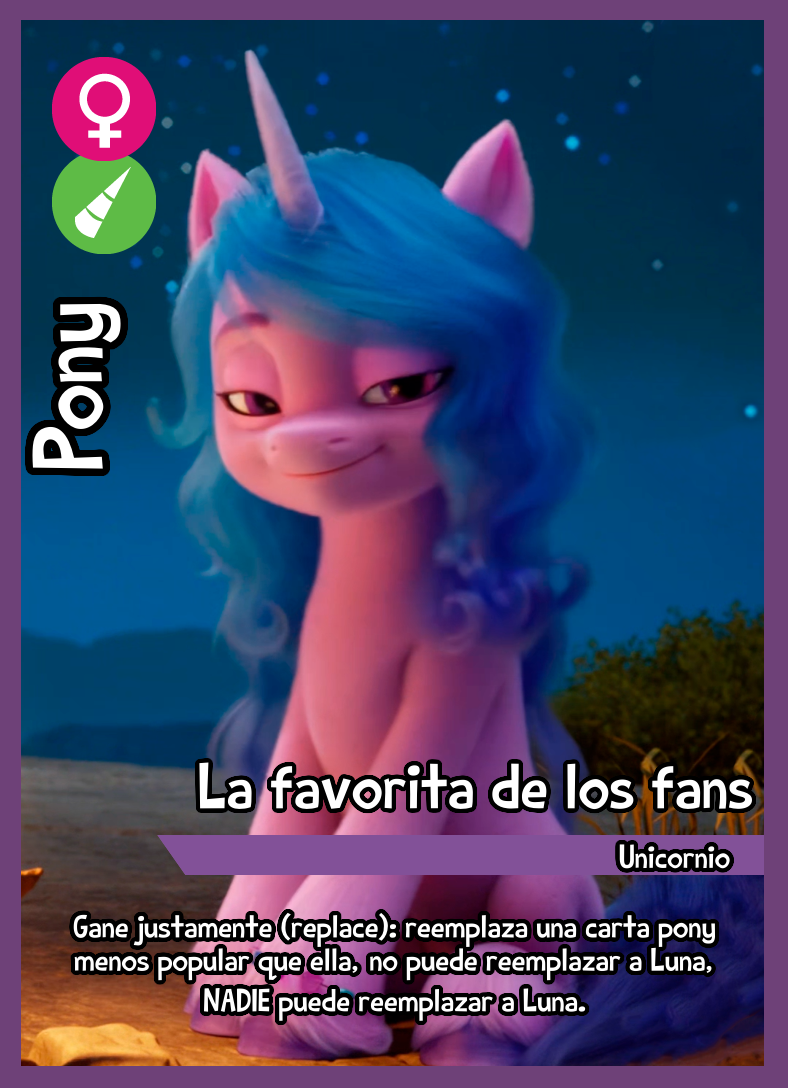 Pony
La favorita de los fans
Unicornio
Gane justamente (replace): reemplaza una carta pony
menos popular que ella, no puede reemplazar a Luna,
NADIE puede reemplazar a Luna.